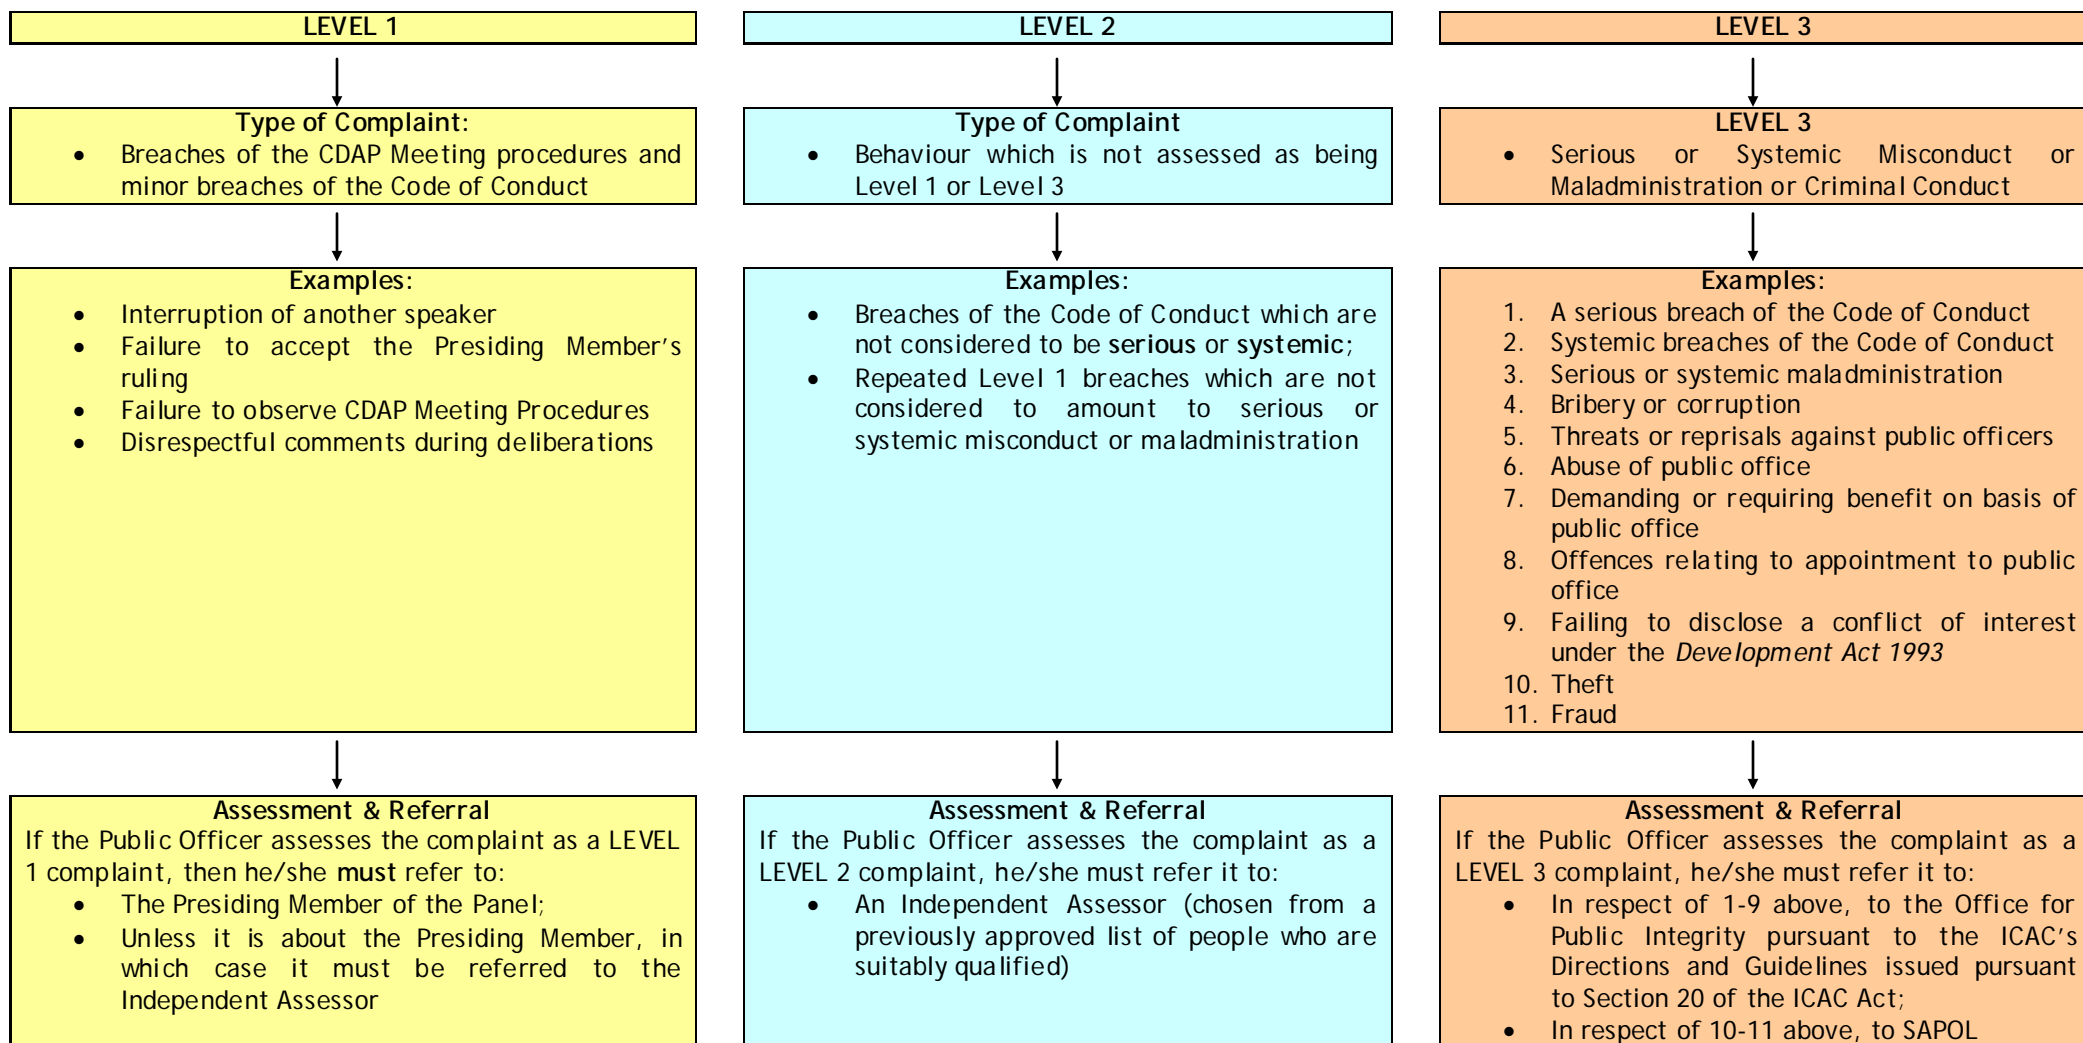 LEVEL 1
Type of Complaint:
• Breaches of the CDAP Meeting procedures and
minor breaches of the Code of Conduct
Examples:
• Interruption of another speaker
• Failure to accept the Presiding Member's
ruling
• Failure to observe CDAP Meeting Procedures
• Disrespectful comments during deliberations
Assessment & Referral
If the Public Officer assesses the complaint as a LEVEL
1 complaint, then he/she must refer to:
• The Presiding Member of the Panel;
• Unless it is about the Presiding Member, in
which case it must be referred to the
Independent Assessor
LEVEL 2
Type of Complaint
• Behaviour which is not assessed as being
Level 1 or Level 3
Examples:
• Breaches of the Code of Conduct which are
not considered to be serious or systemic;
• Repeated Level 1 breaches which are not
considered to amount to serious or
systemic misconduct or maladministration
Assessment & Referral
If the Public Officer assesses the complaint as a
LEVEL 2 complaint, he/she must refer it to:
• An Independent Assessor (chosen from a
previously approved list of people who are
suitably qualified)
LEVEL 3
LEVEL 3
• Serious or Systemic Misconduct or
Maladministration or Criminal Conduct
Examples:
1. A serious breach of the Code of Conduct
2. Systemic breaches of the Code of Conduct
3. Serious or systemic maladministration
4. Bribery or corruption
5. Threats or reprisals against public officers
6. Abuse of public office
7. Demanding or requiring benefit on basis of
public office
8. Offences relating to appointment to public
office
9. Failing to disclose a conflict of interest
under the Development Act 1993
10. Theft
11. Fraud
Assessment & Referral
If the Public Officer assesses the complaint as a
LEVEL 3 complaint, he/she must refer it to:
• In respect of 1-9 above, to the Office for
Public Integrity pursuant to the ICAC's
Directions and Guidelines issued pursuant
to Section 20 of the ICAC Act;
• In respect of 10-11 above, to SAPOL